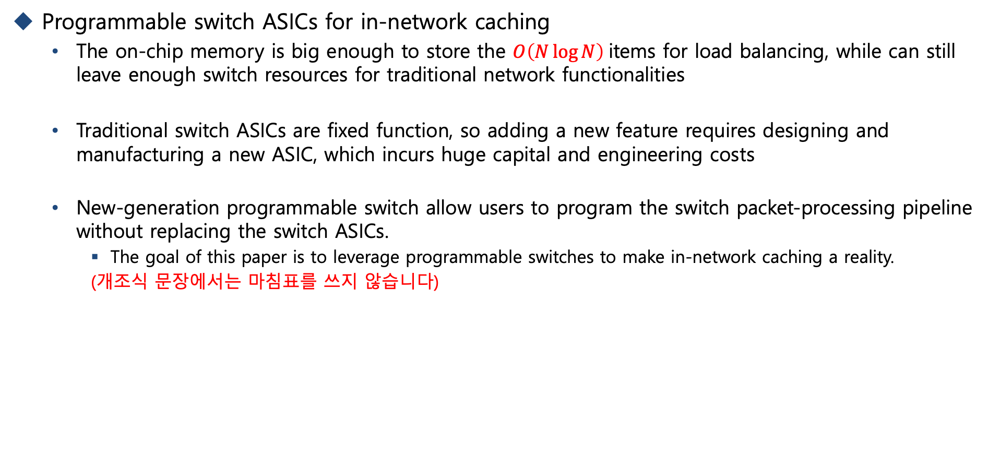 Programmable switch ASICs for in-network caching
The on-chip memory is big enough to store the O(N log N) items for load balancing, while can still
leave enough switch resources for traditional network functionalities
Traditional switch ASICs are fixed function, so adding a new feature requires designing and
manufacturing a new ASIC, which incurs huge capital and engineering costs
New-generation programmable switch allow users to program the switch packet-processing pipeline
without replacing the switch ASICs.
The goal of this paper is to leverage programmable switches to make in-network caching a reality.
(개조식 문장에서는 마침표를 쓰지 않습니다)